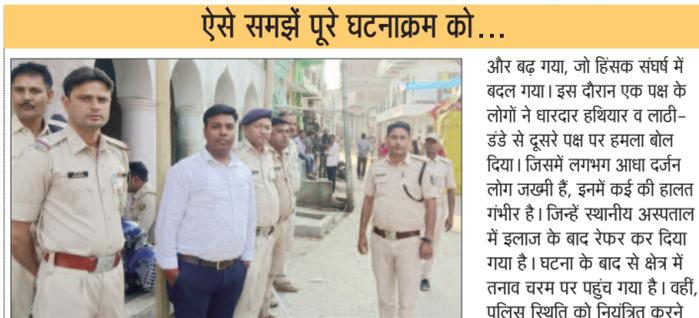 ऐसे समझें पूरे घटनाक्रम को...
और बढ़ गया, जो हिंसक संघर्ष में
बदल गया। इस दौरान एक पक्ष के
लोगों ने धारदार हथियार व लाठी-
डंडे से दूसरे पक्ष पर हमला बोल
दिया। जिसमें लगभग आधा दर्जन
लोग जख्मी हैं, इनमें कई की हालत
गंभीर है। जिन्हें स्थानीय अस्पताल
में इलाज के बाद रेफर कर दिया
गया है। घटना के बाद से क्षेत्र में
तनाव चरम पर पहुंच गया है। वहीं,
पुलिस स्थिति को नियंत्रित करने